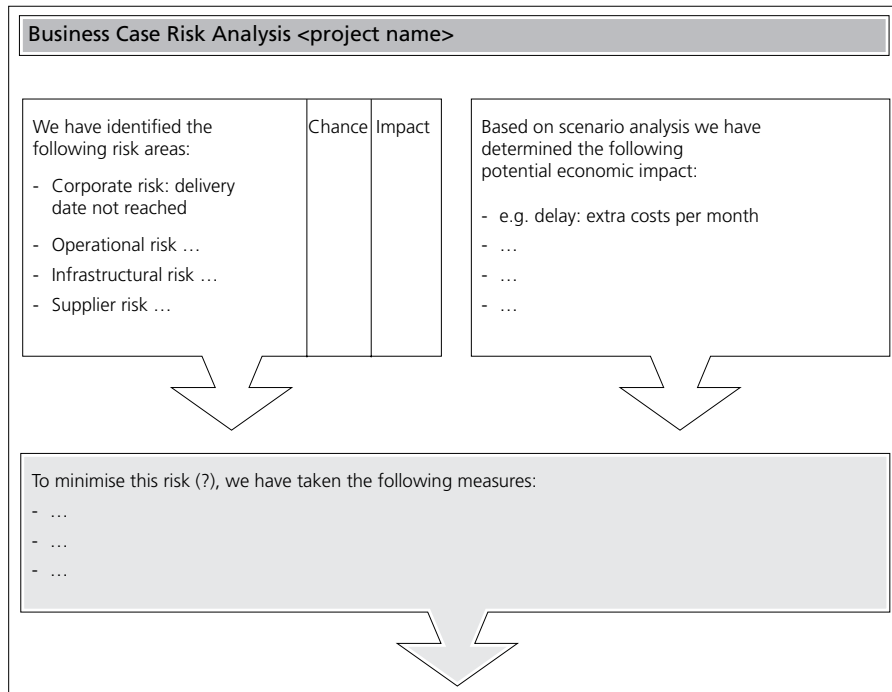 Business Case Risk Analysis <project name>
We have identified the
following risk areas:
- Corporate risk: delivery
date not reached
- Operational risk …
- Infrastructural risk …
- Supplier risk …
Chance
Impact
Based on scenario analysis we have
determined the following
potential economic impact:
- e.g. delay: extra costs per month
- …
- …
- …
To minimise this risk (?), we have taken the following measures:
- …
- …
- …